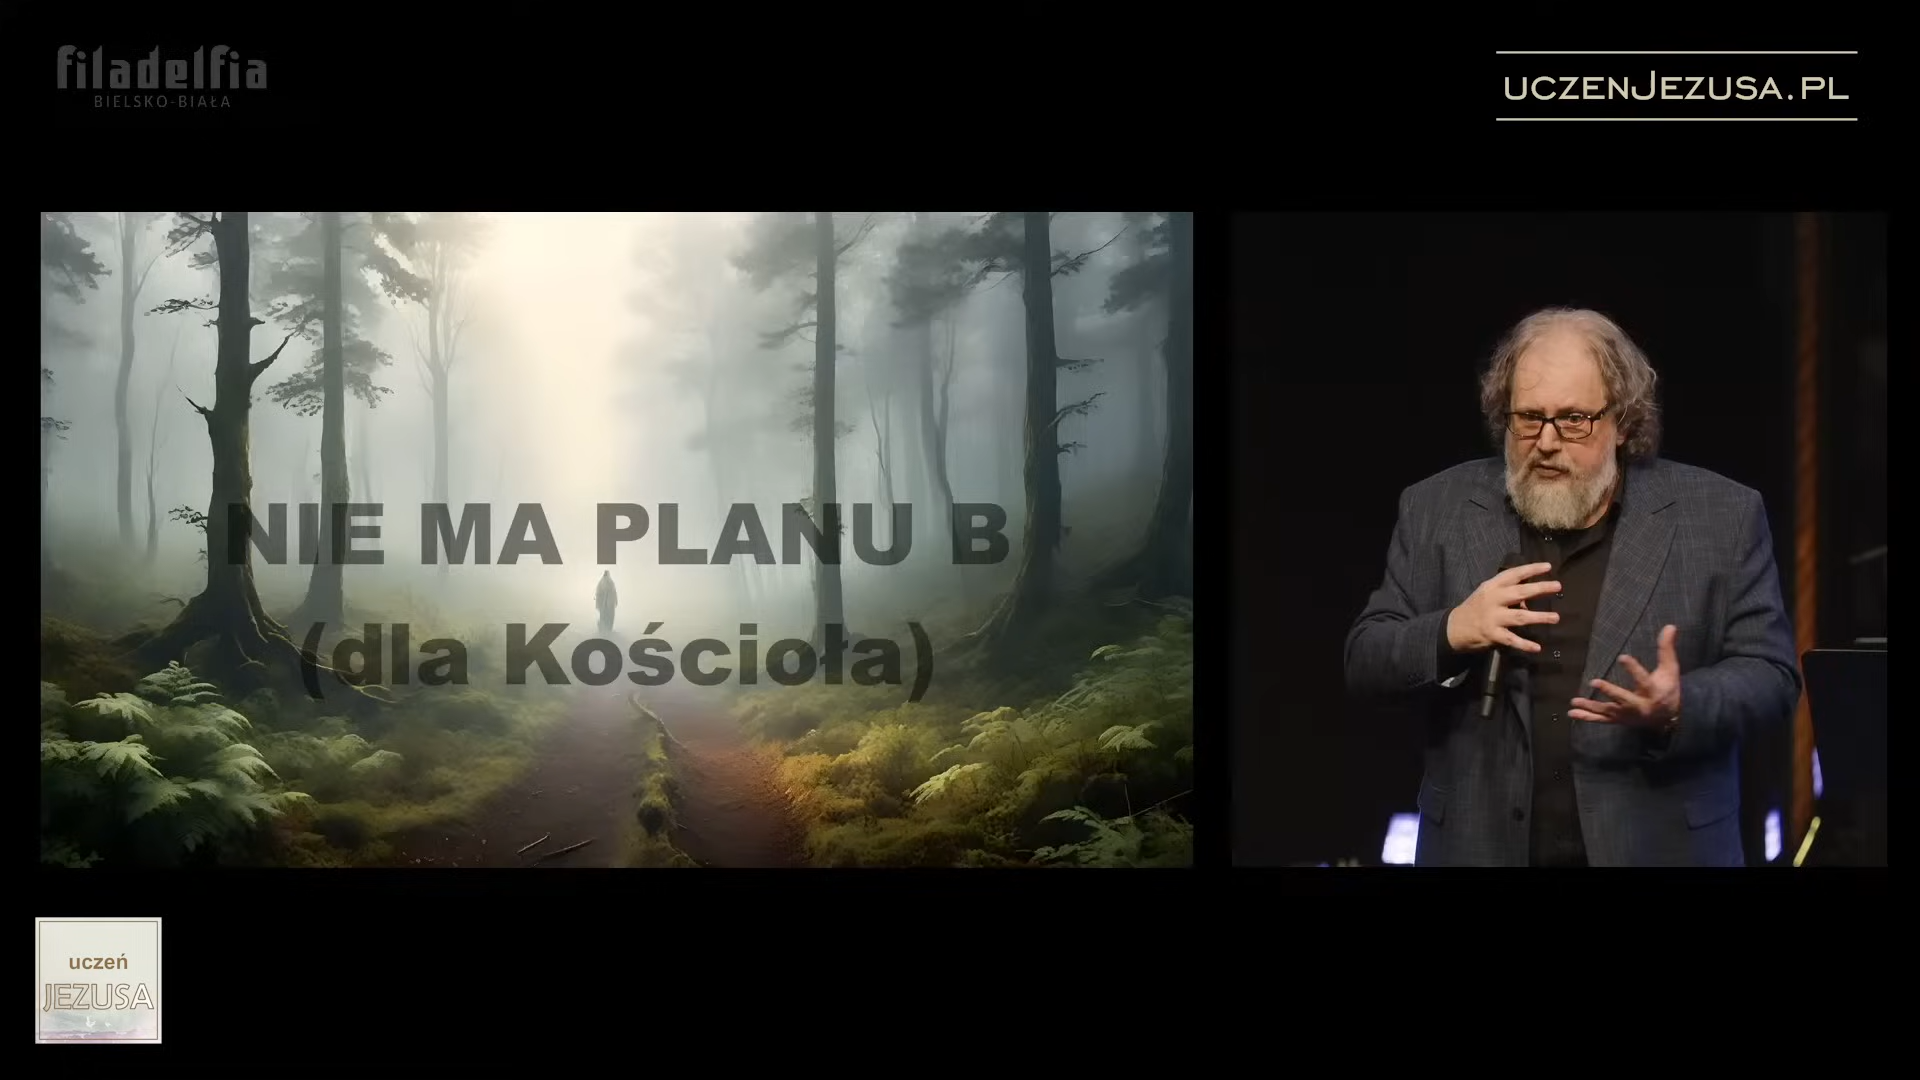 filadelfia
BIELSKO-BIAŁA
UCZENJEZUSA.PL
NIE MA PLANU B
(dla Kościoła)
uczeń
JEZUSA